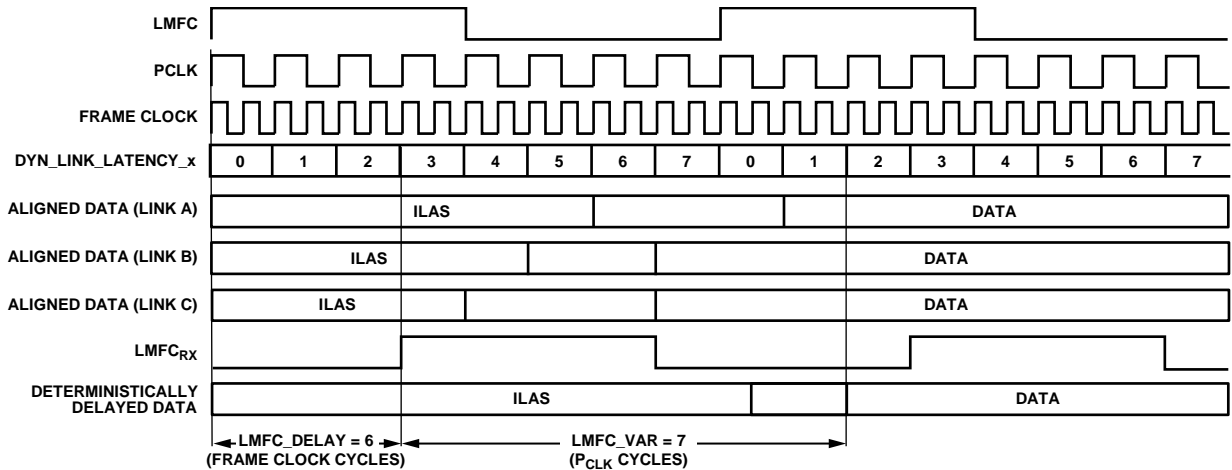 LMFC
PCLK
FRAME CLOCK
DYN_LINK_LATENCY_x 0 1 2 3 4 5 6 7 0 1 2 3 4 5 6 7
ALIGNED DATA (LINK A) ILAS DATA
ALIGNED DATA (LINK B) ILAS DATA
ALIGNED DATA (LINK C) ILAS DATA
LMFCRX
DETERMINISTICALLY
DELAYED DATA ILAS DATA
LMFC_DELAY = 6
(FRAME CLOCK CYCLES)
LMFC_VAR = 7
(PCLK CYCLES)